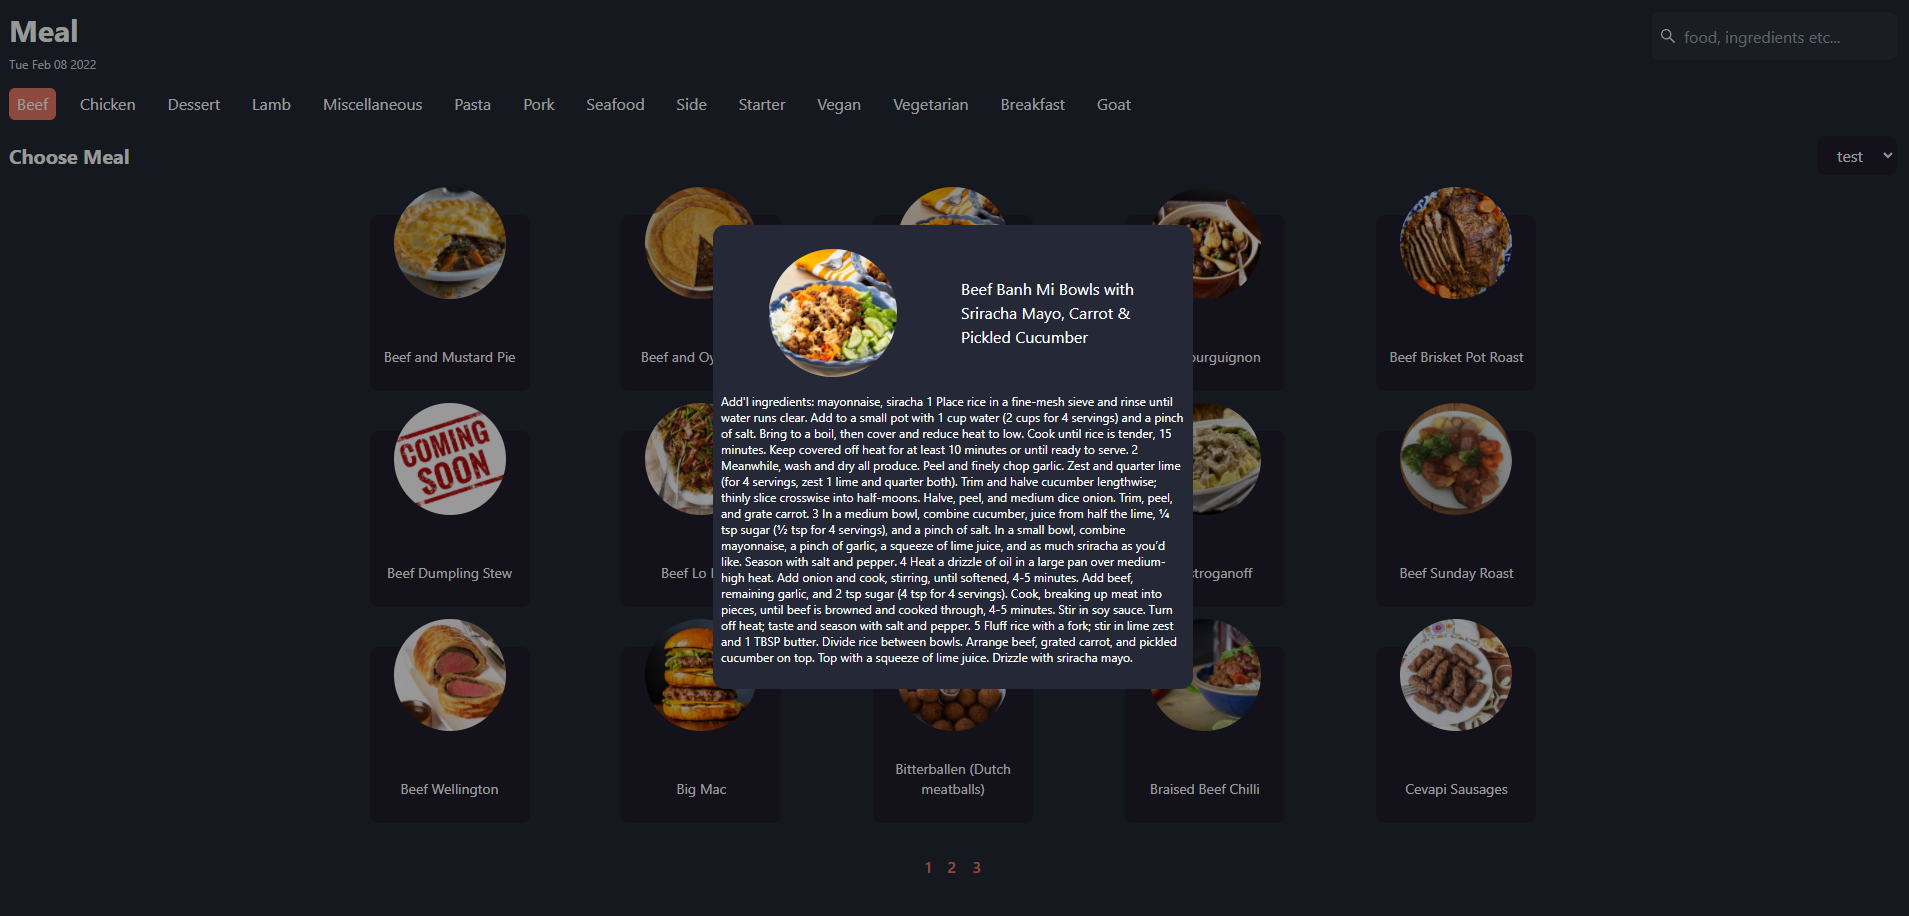 Meal
food, ingredients etc...
Tue Feb 08 2022
Beef
Chicken
Dessert
Lamb
Miscellaneous
Pasta
Pork
Seafood
Side
Starter
Vegan
Vegetarian
Breakfast
Goat
Choose Meal
test
Beef Banh Mi Bowls with
Sriracha Mayo, Carrot &
Pickled Cucumber
Add'l ingredients: mayonnaise, siracha 1 Place rice in a fine-mesh sieve and rinse until
water runs clear. Add to a small pot with 1 cup water (2 cups for 4 servings) and a pinch
of salt. Bring to a boil, then cover and reduce heat to low. Cook until rice is tender, 15
minutes. Keep covered off heat for at least 10 minutes or until ready to serve. 2
Meanwhile, wash and dry all produce. Peel and finely chop garlic. Zest and quarter lime
(for 4 servings, zest 1 lime and quarter both). Trim and halve cucumber lengthwise;
thinly slice crosswise into half-moons. Halve, peel, and medium dice onion. Trim, peel,
and grate carrot. 3 In a medium bowl, combine cucumber, juice from half the lime, ¼
tsp sugar (½ tsp for 4 servings), and a pinch of salt. In a small bowl, combine
mayonnaise, a pinch of garlic, a squeeze of lime juice, and as much sriracha as you’d
like. Season with salt and pepper. 4 Heat a drizzle of oil in a large pan over medium-
high heat. Add onion and cook, stirring, until softened, 4-5 minutes. Add beef,
remaining garlic, and 2 tsp sugar (4 tsp for 4 servings). Cook, breaking up meat into
pieces, until beef is browned and cooked through, 4-5 minutes. Stir in soy sauce. Turn
off heat; taste and season with salt and pepper. 5 Fluff rice with a fork; stir in lime zest
and 1 TBSP butter. Divide rice between bowls. Arrange beef, grated carrot, and pickled
cucumber on top. Top with a squeeze of lime juice. Drizzle with sriracha mayo.
Beef and Mustard Pie
Beef and Oy
ourguignon
Beef Brisket Pot Roast
COMING
SOON
Beef Dumpling Stew
Beef Lo
troganoff
Beef Sunday Roast
Beef Wellington
Big Mac
Bitterballen (Dutch
meatballs)
Braised Beef Chilli
Cevapi Sausages
1 2 3